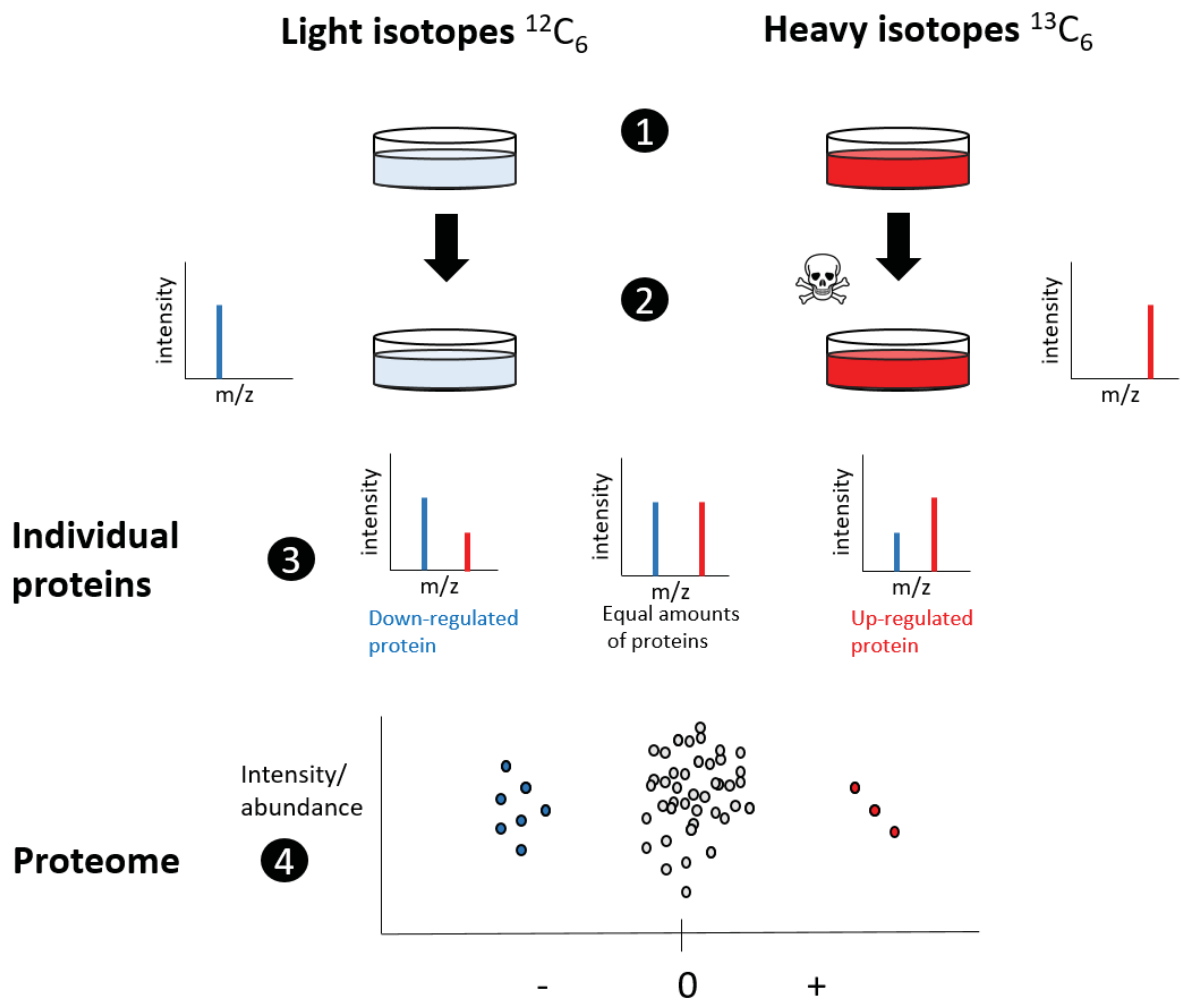 Light isotopes ¹²C₆
Heavy isotopes ¹³C₆
1
2
intensity
m/z
intensity
m/z
Individual
proteins
3
intensity
m/z
Down-regulated
protein
intensity
m/z
Equal amounts
of proteins
intensity
m/z
Up-regulated
protein
Intensity/
abundance
Proteome
4
- 0 +